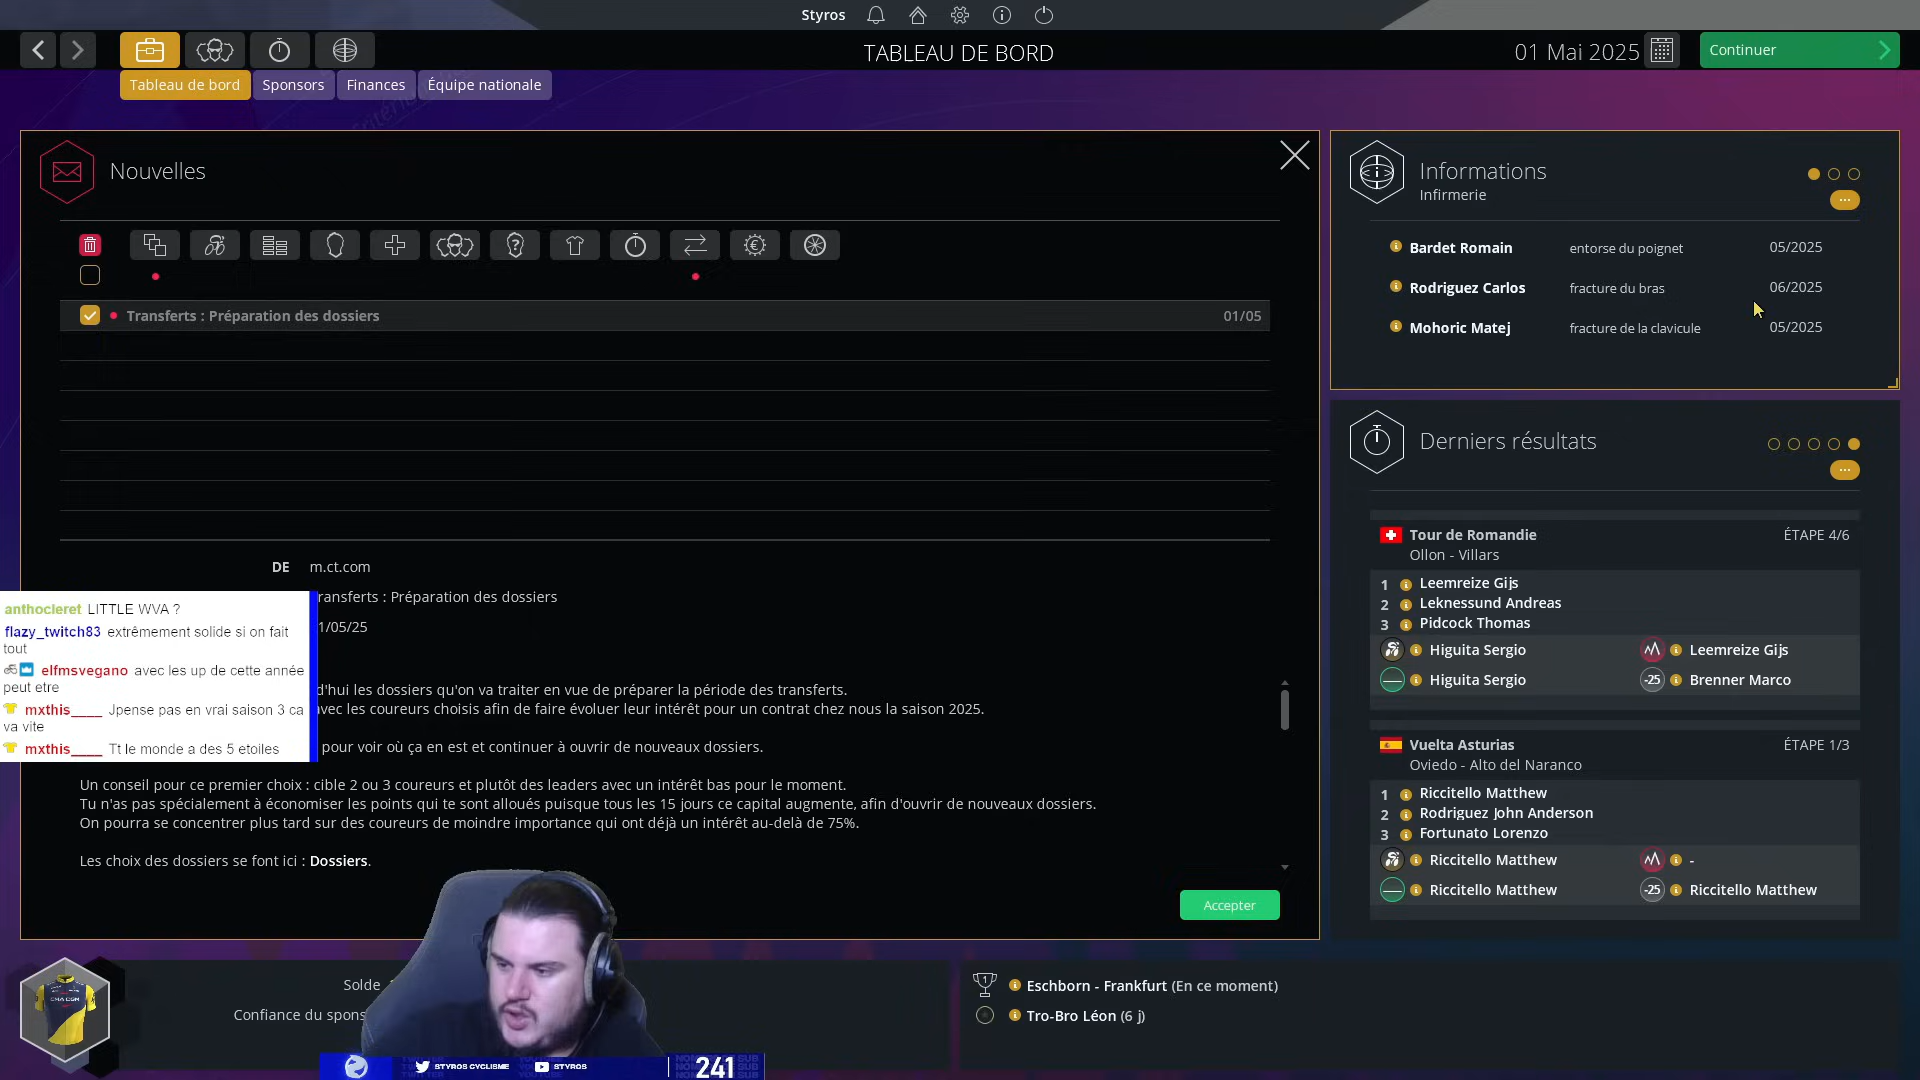 Styros
TABLEAU DE BORD
01 Mai 2025
Continuer
Tableau de bord
Sponsors
Finances
Équipe nationale
Nouvelles
Transferts : Préparation des dossiers
01/05
DE
m.ct.com
ransferts : Préparation des dossiers
1/05/25
d'hui les dossiers qu'on va traiter en vue de préparer la période des transferts.
avec les coureurs choisis afin de faire évoluer leur intérêt pour un contrat chez nous la saison 2025.
pour voir où ça en est et continuer à ouvrir de nouveaux dossiers.
Un conseil pour ce premier choix : cible 2 ou 3 coureurs et plutôt des leaders avec un intérêt bas pour le moment.
Tu n'as pas spécialement à économiser les points qui te sont alloués puisque tous les 15 jours ce capital augmente, afin d'ouvrir de nouveaux dossiers.
On pourra se concentrer plus tard sur des coureurs de moindre importance qui ont déjà un intérêt au-delà de 75%.
Les choix des dossiers se font ici : Dossiers.
Accepter
anthocleret LITTLE WVA ?
flazy_twitch83 extrêmement solide si on fait
tout
elfmsvegano avec les up de cette année
peut etre
mxthis____ Jpense pas en vrai saison 3 ca
va vite
mxthis____ Tt le monde a des 5 etoiles
Informations
Infirmerie
Bardet Romain entorse du poignet 05/2025
Rodriguez Carlos fracture du bras 06/2025
Mohoric Matej fracture de la clavicule 05/2025
Derniers résultats
Tour de Romandie ÉTAPE 4/6
Ollon - Villars
1 Leemreize Gijs
2 Leknessund Andreas
3 Pidcock Thomas
Higuita Sergio Leemreize Gijs
Higuita Sergio -25 Brenner Marco
Vuelta Asturias ÉTAPE 1/3
Oviedo - Alto del Naranco
1 Riccitello Matthew
2 Rodriguez John Anderson
3 Fortunato Lorenzo
Riccitello Matthew -
Riccitello Matthew -25 Riccitello Matthew
Solde
Confiance du spons
CMA CGM
1 Eschborn - Frankfurt (En ce moment)
Tro-Bro Léon (6 j)
STYROS CYCLISME
STYROS
241